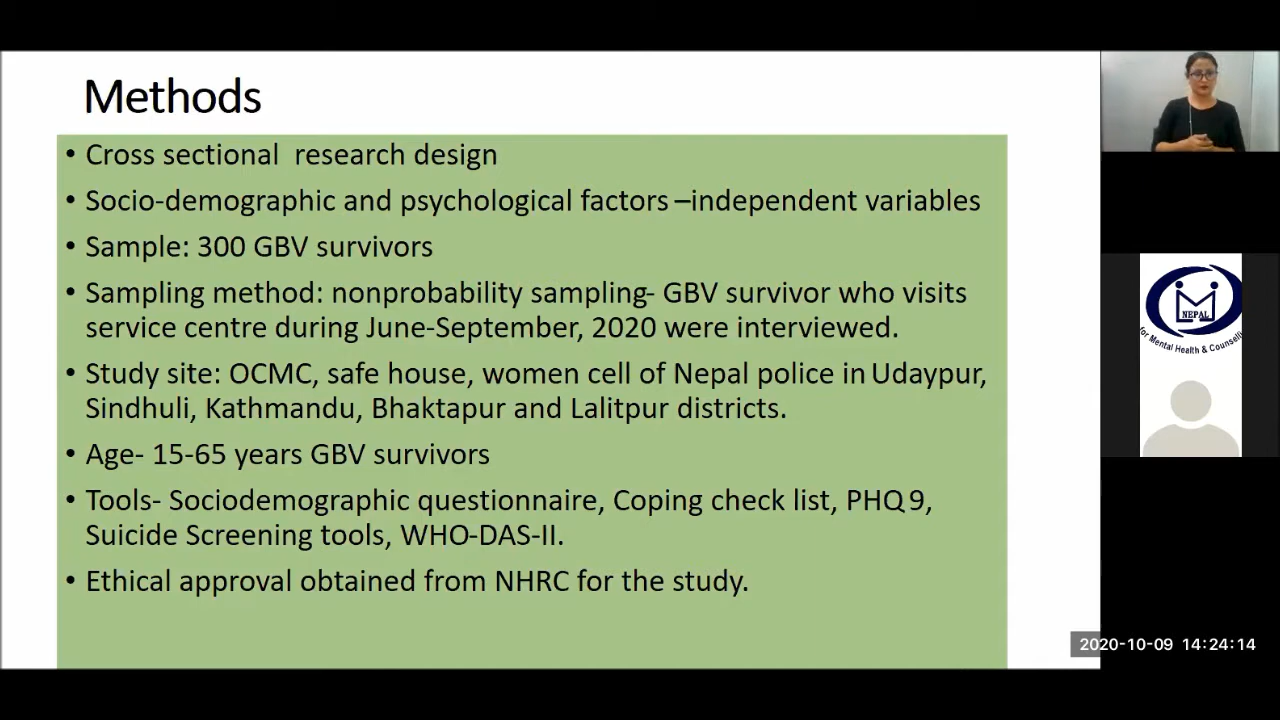 Methods
• Cross sectional research design
• Socio-demographic and psychological factors –independent variables
• Sample: 300 GBV survivors
• Sampling method: nonprobability sampling- GBV survivor who visits
service centre during June-September, 2020 were interviewed.
• Study site: OCMC, safe house, women cell of Nepal police in Udaypur,
Sindhuli, Kathmandu, Bhaktapur and Lalitpur districts.
• Age- 15-65 years GBV survivors
• Tools- Sociodemographic questionnaire, Coping check list, PHQ 9,
Suicide Screening tools, WHO-DAS-II.
• Ethical approval obtained from NHRC for the study.
NEPAL
for Mental Health & Counselli
2020-10-09 14:24:14